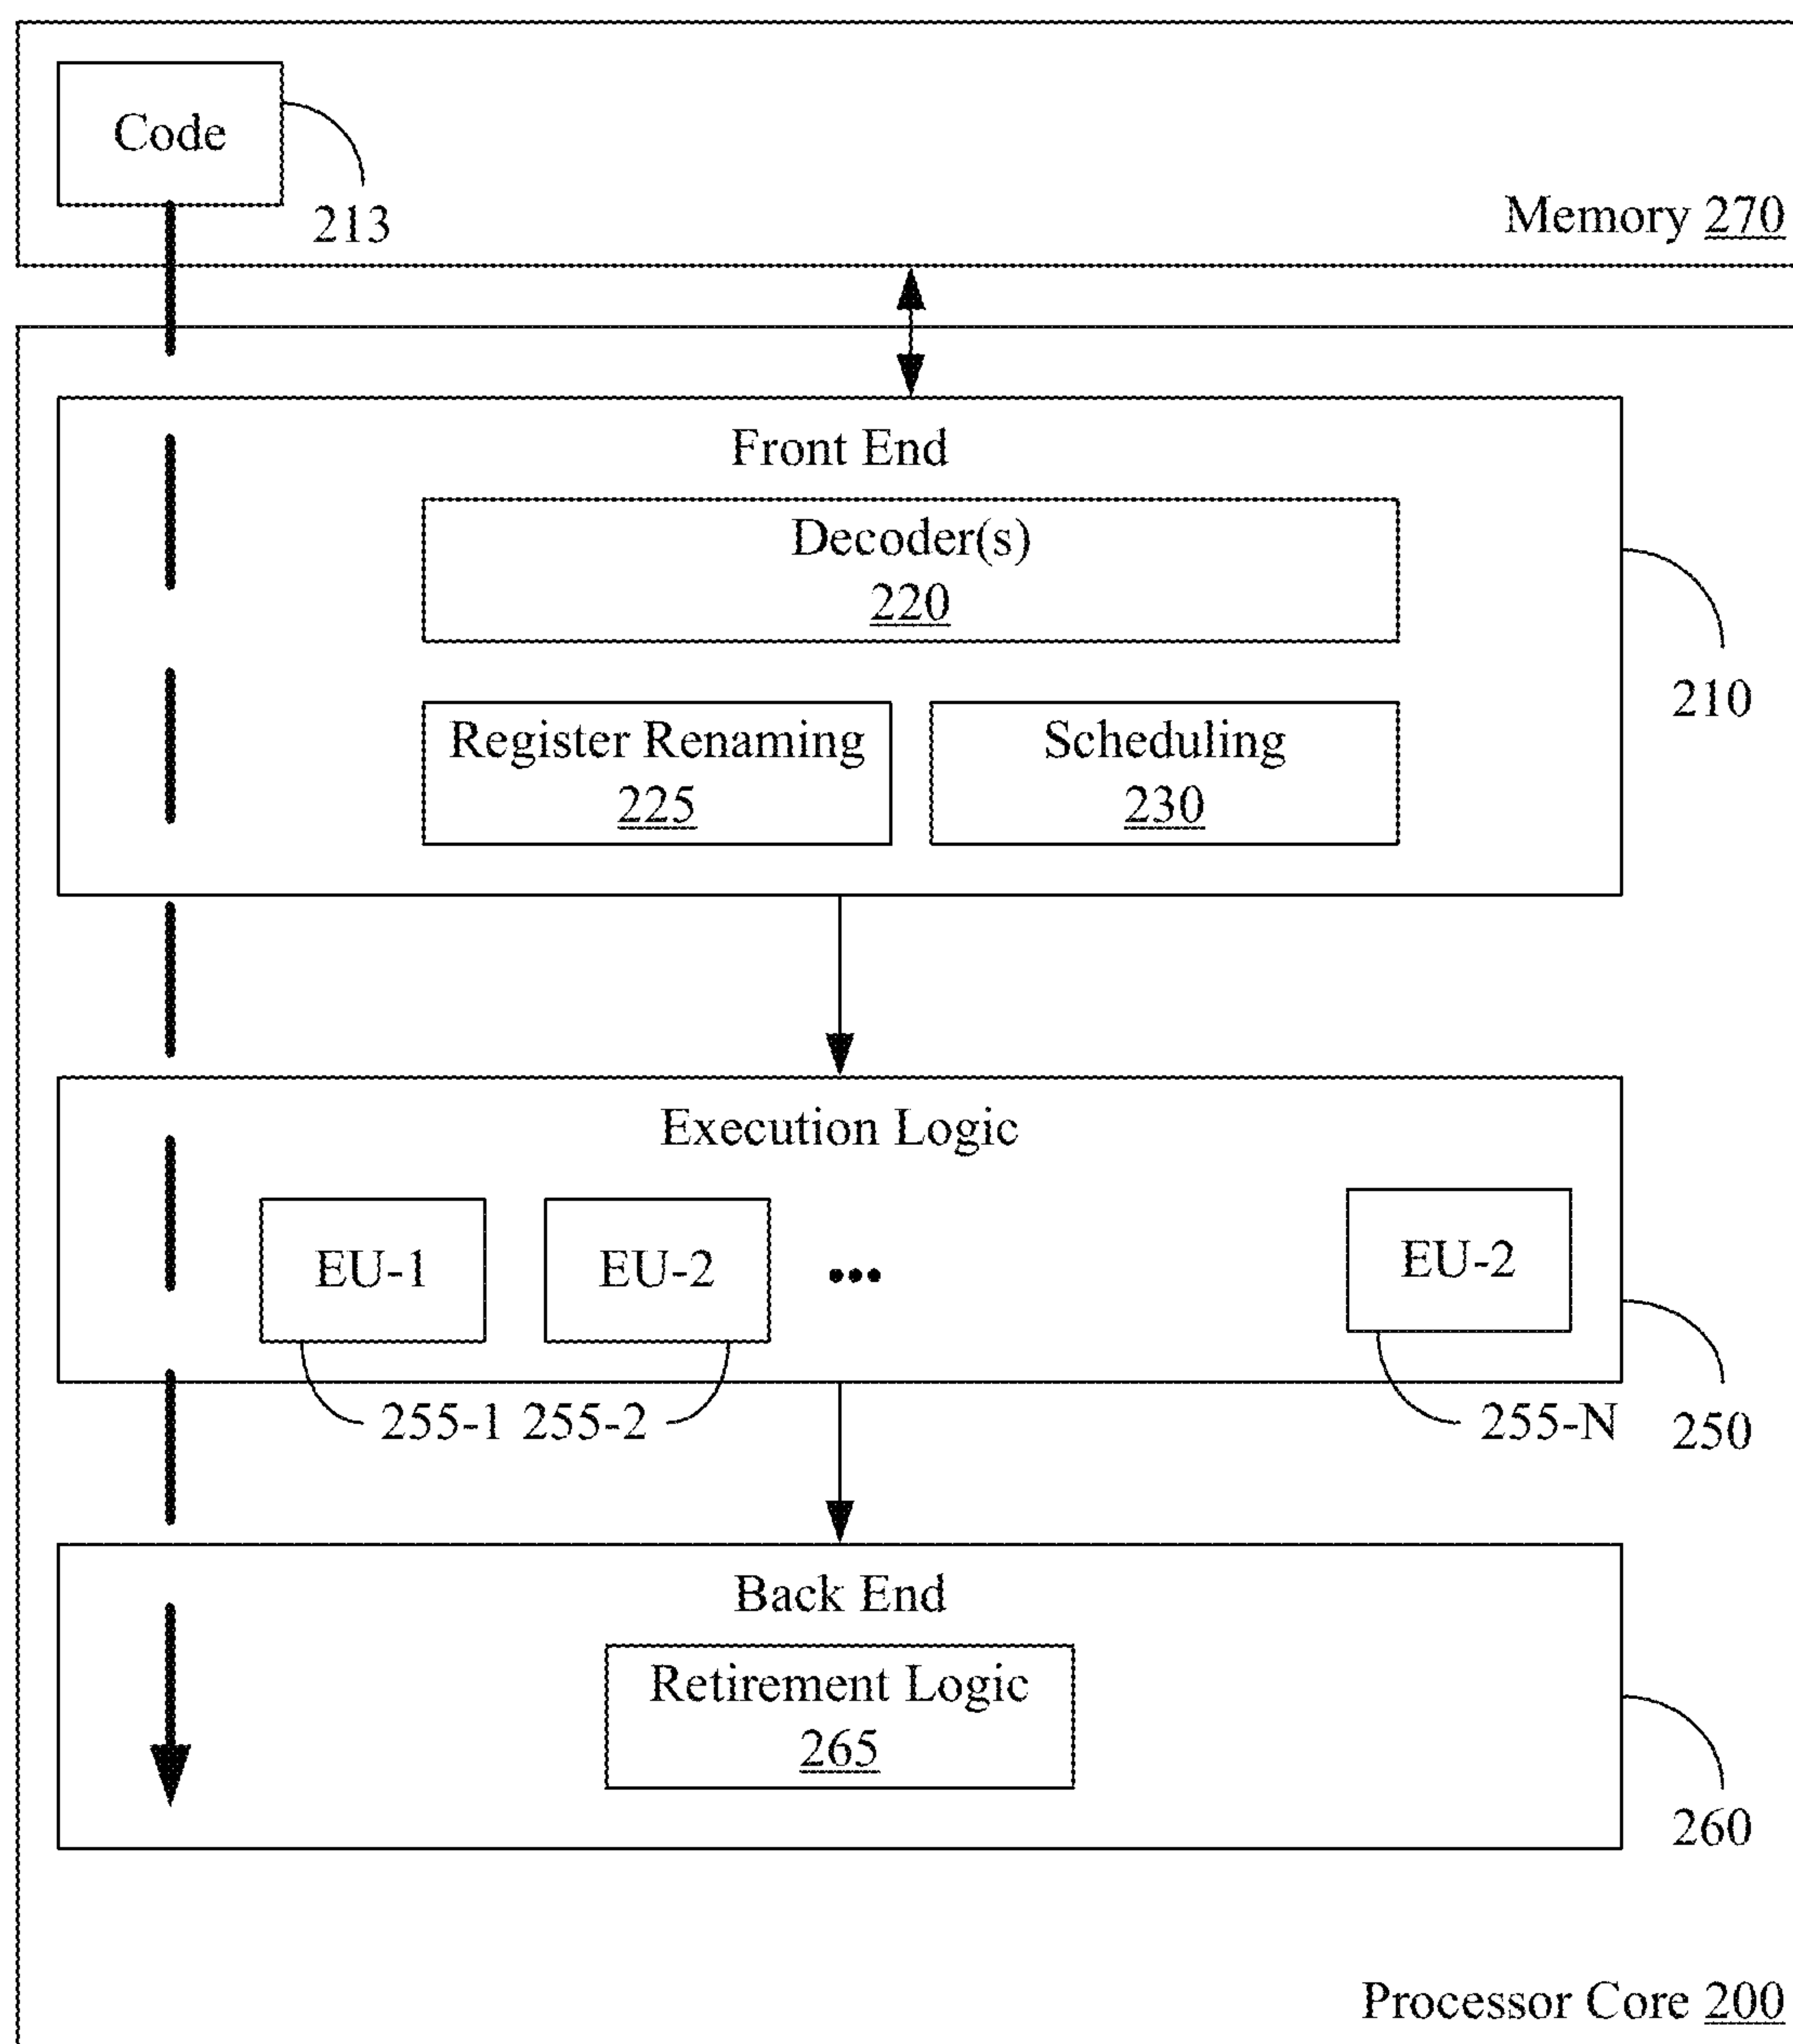 Code
213
Memory 270
Front End
Decoder(s)
220
210
Register Renaming
225
Scheduling
230
Execution Logic
EU-1
EU-2
•••
EU-2
255-1 255-2
255-N
250
Back End
Retirement Logic
265
260
Processor Core 200